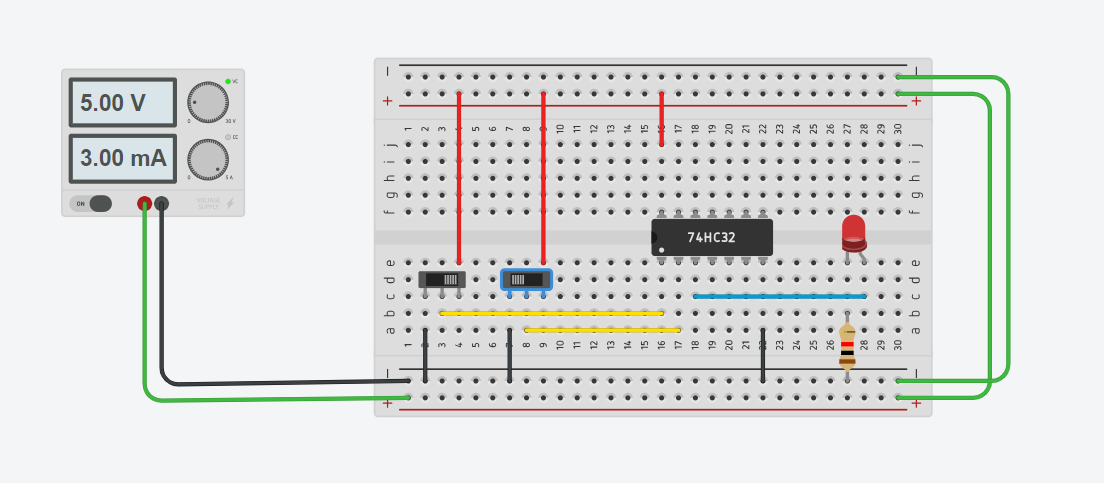 5.00 V
VC
0 30 V
3.00 mA
CC
0 5 A
ON
VOLTAGE
SUPPLY
− −
+ +
1 2 3 4 5 6 7 8 9 10 11 12 13 14 15 16 17 18 19 20 21 22 23 24 25 26 27 28 29 30
j j
i i
h h
g g
f f
74HC32
e e
d d
c c
b b
a a
1 2 3 4 5 6 7 8 9 10 11 12 13 14 15 16 17 18 19 20 21 22 23 24 25 26 27 28 29 30
− −
+ +